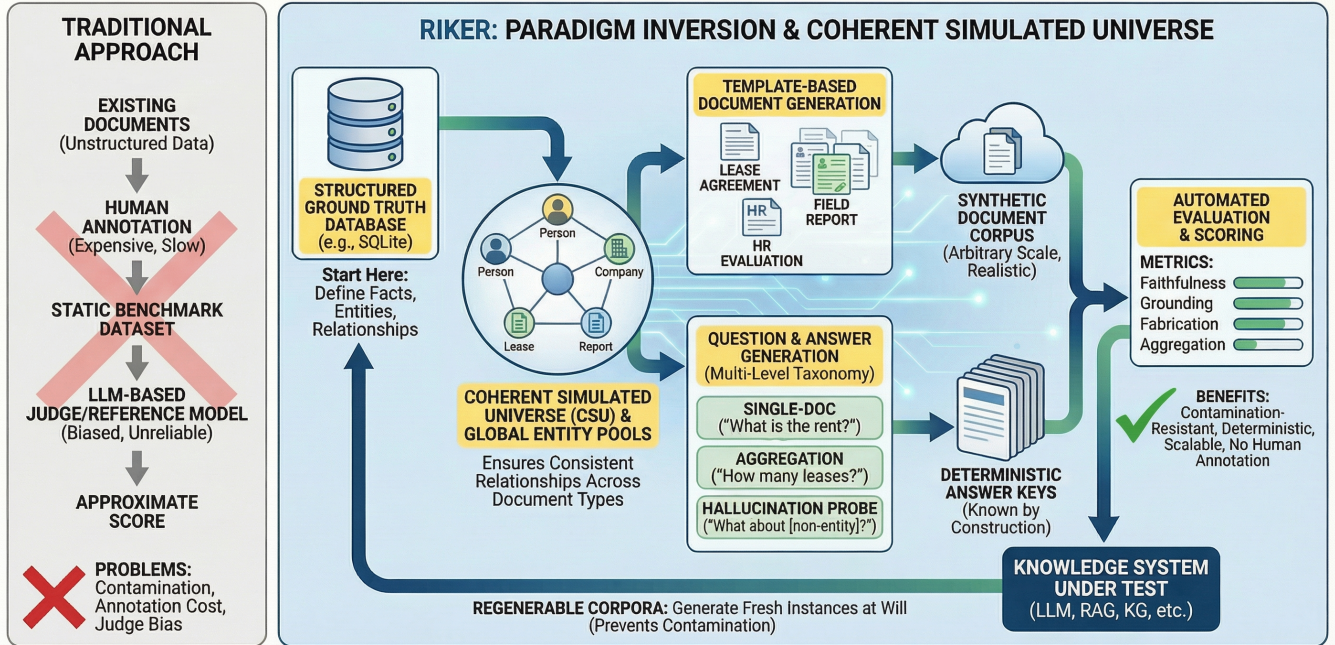 TRADITIONAL
APPROACH
EXISTING
DOCUMENTS
(Unstructured Data)
HUMAN
ANNOTATION
(Expensive, Slow)
STATIC BENCHMARK
DATASET
LLM-BASED
JUDGE/REFERENCE MODEL
(Biased, Unreliable)
APPROXIMATE
SCORE
PROBLEMS:
Contamination,
Annotation Cost,
Judge Bias
RIKER: PARADIGM INVERSION & COHERENT SIMULATED UNIVERSE
STRUCTURED
GROUND TRUTH
DATABASE
(e.g., SQLite)
Start Here:
Define Facts,
Entities,
Relationships
Person
Person
Company
Lease
Report
COHERENT SIMULATED
UNIVERSE (CSU) &
GLOBAL ENTITY POOLS
Ensures Consistent
Relationships Across
Document Types
TEMPLATE-BASED
DOCUMENT GENERATION
LEASE
AGREEMENT
FIELD
REPORT
HR
HR
EVALUATION
QUESTION & ANSWER
GENERATION
(Multi-Level Taxonomy)
SINGLE-DOC
("What is the rent?")
AGGREGATION
("How many leases?")
HALLUCINATION PROBE
("What about [non-entity]?")
SYNTHETIC
DOCUMENT
CORPUS
(Arbitrary Scale,
Realistic)
DETERMINISTIC
ANSWER KEYS
(Known by
Construction)
AUTOMATED
EVALUATION
& SCORING
METRICS:
Faithfulness
Grounding
Fabrication
Aggregation
BENEFITS:
Contamination-
Resistant, Deterministic,
Scalable, No Human
Annotation
KNOWLEDGE SYSTEM
UNDER TEST
(LLM, RAG, KG, etc.)
REGENERABLE CORPORA: Generate Fresh Instances at Will
(Prevents Contamination)